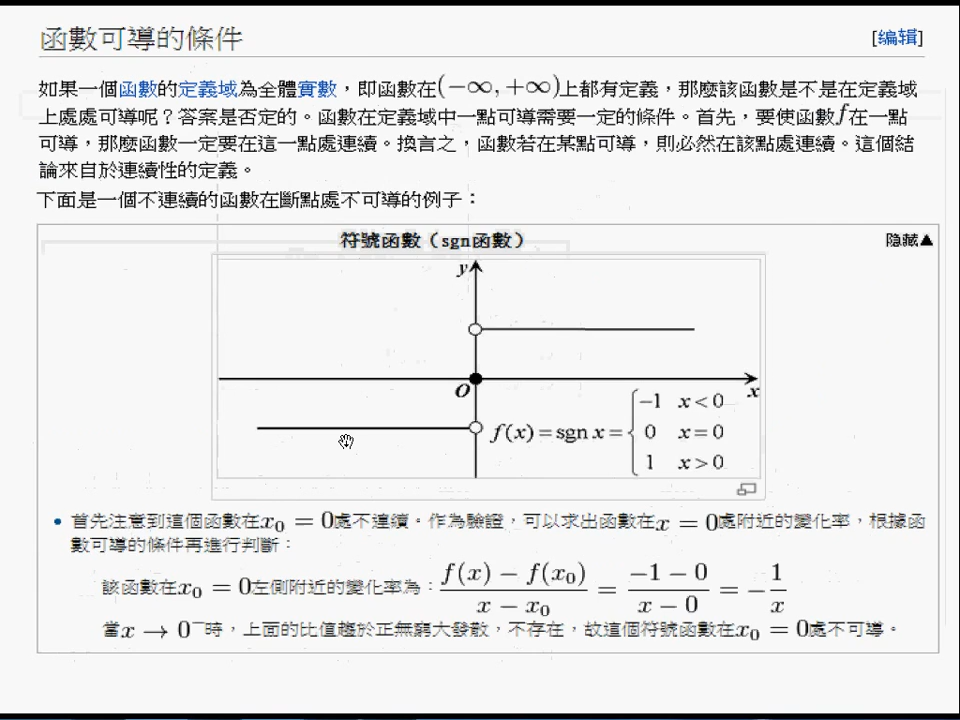 函數可導的條件
[编辑]
如果一個函數的定義域為全體實數，即函數在(−∞, +∞)上都有定義，那麼該函數是不是在定義域
上處處可導呢？答案是否定的。函數在定義域中一點可導需要一定的條件。首先，要使函數f在一點
可導，那麼函數一定要在這一點處連續。換言之，函數若在某點可導，則必然在該點處連續。這個結
論來自於連續性的定義。
下面是一個不連續的函數在斷點處不可導的例子：
符號函數（sgn函數）
隐藏▲
y
O
x
f(x) = sgn x = { −1 x < 0
0 x = 0
1 x > 0
• 首先注意到這個函數在x₀ = 0處不連續。作為驗證，可以求出函數在x = 0處附近的變化率，根據函
數可導的條件再進行判斷：
該函數在x₀ = 0左側附近的變化率為：(f(x) − f(x₀))/(x − x₀) = (−1 − 0)/(x − 0) = −1/x
當x → 0⁻時，上面的比值趨於正無窮大發散，不存在，故這個符號函數在x₀ = 0處不可導。